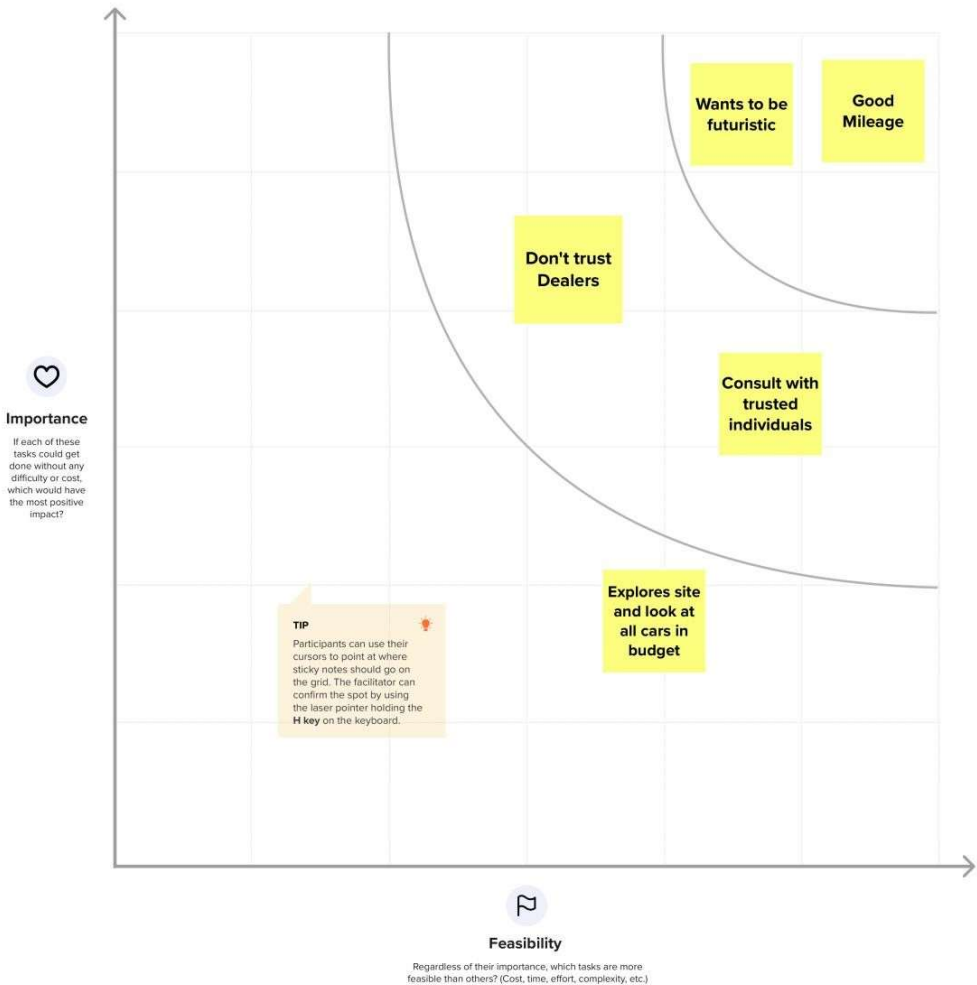 Wants to be
futuristic
Good
Mileage
Don't trust
Dealers
Consult with
trusted
individuals
Importance
If each of these
tasks could get
done without any
difficulty or cost,
which would have
the most positive
impact?
Explores site
and look at
all cars in
budget
TIP
Participants can use their
cursors to point at where
sticky notes should go on
the grid. The facilitator can
confirm the spot by using
the laser pointer holding the
H key on the keyboard.
Feasibility
Regardless of their importance, which tasks are more
feasible than others? (Cost, time, effort, complexity, etc.)